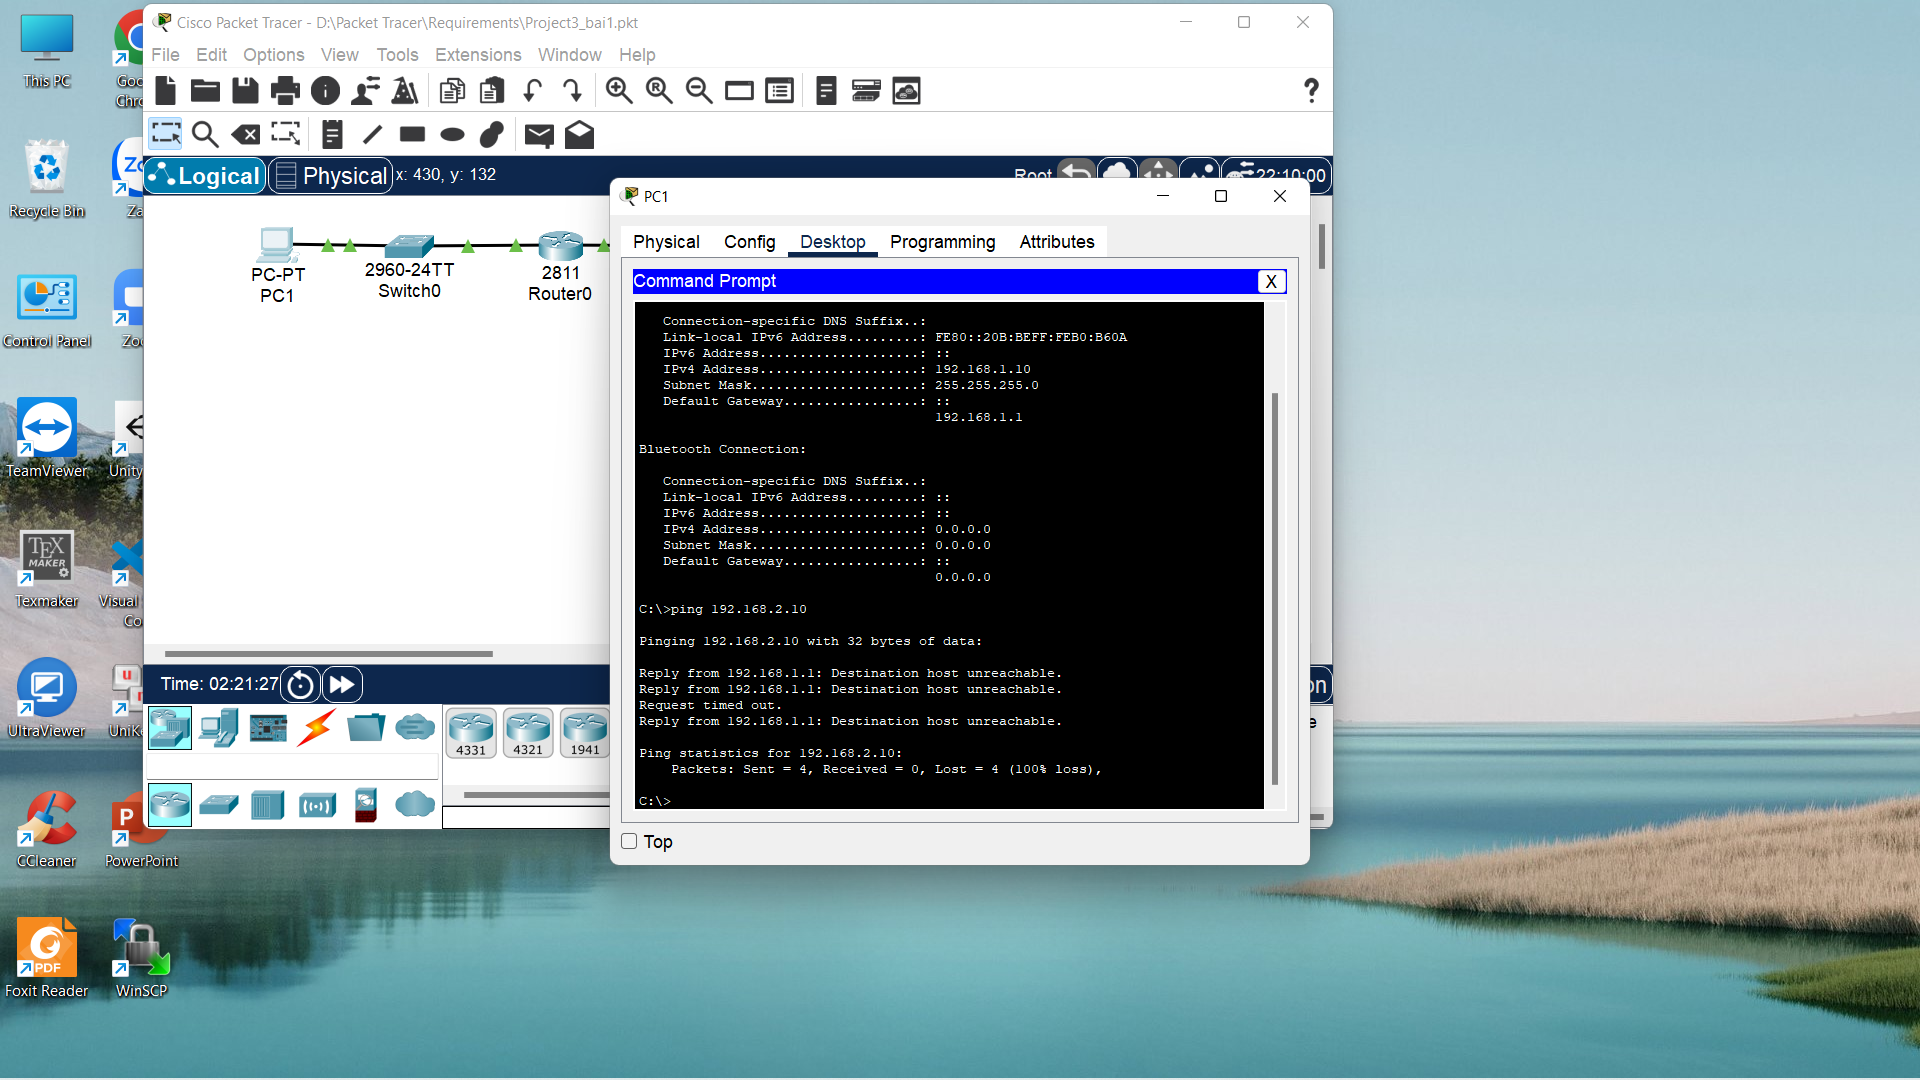 This PC
Recycle Bin
Control Panel
TeamViewer
Texmaker
UltraViewer
CCleaner
PowerPoint
Foxit Reader
WinSCP
Cisco Packet Tracer - D:\Packet Tracer\Requirements\Project3_bai1.pkt
File Edit Options View Tools Extensions Window Help
Logical Physical x: 430, y: 132
Root 22:10:00
PC-PT
PC1
2960-24TT
Switch0
2811
Router0
Time: 02:21:27
4331 4321 1941
PC1
Physical Config Desktop Programming Attributes
Command Prompt X
Connection-specific DNS Suffix..:
Link-local IPv6 Address.........: FE80::20B:BEFF:FEB0:B60A
IPv6 Address....................: ::
IPv4 Address....................: 192.168.1.10
Subnet Mask.....................: 255.255.255.0
Default Gateway.................: ::
192.168.1.1
Bluetooth Connection:
Connection-specific DNS Suffix..:
Link-local IPv6 Address.........: ::
IPv6 Address....................: ::
IPv4 Address....................: 0.0.0.0
Subnet Mask.....................: 0.0.0.0
Default Gateway.................: ::
0.0.0.0
C:\>ping 192.168.2.10
Pinging 192.168.2.10 with 32 bytes of data:
Reply from 192.168.1.1: Destination host unreachable.
Reply from 192.168.1.1: Destination host unreachable.
Request timed out.
Reply from 192.168.1.1: Destination host unreachable.
Ping statistics for 192.168.2.10:
Packets: Sent = 4, Received = 0, Lost = 4 (100% loss),
C:\>
Top